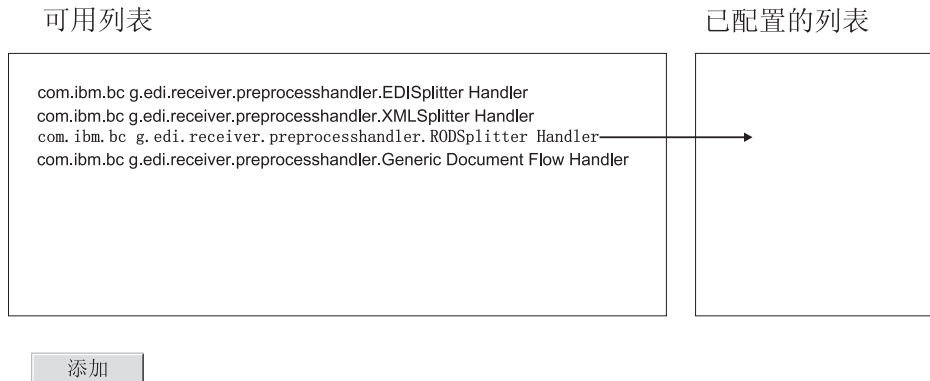 可用列表
已配置的列表
com.ibm.bc g.edi.receiver.preprocesshandler.EDISplitter Handler
com.ibm.bc g.edi.receiver.preprocesshandler.XMLSplitter Handler
com.ibm.bc g.edi.receiver.preprocesshandler.RODSplitter Handler
com.ibm.bc g.edi.receiver.preprocesshandler.Generic Document Flow Handler
添加